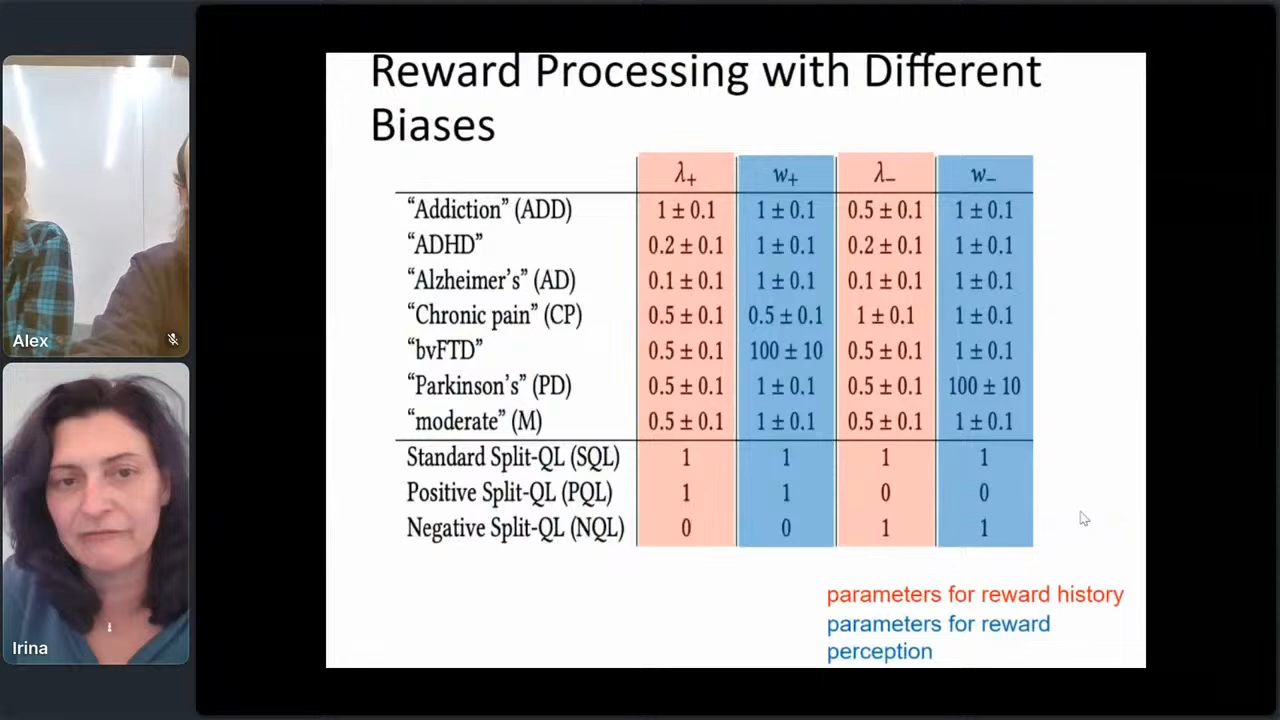 Reward Processing with Different
Biases
λ₊ w₊ λ₋ w₋
“Addiction” (ADD) 1 ± 0.1 1 ± 0.1 0.5 ± 0.1 1 ± 0.1
“ADHD” 0.2 ± 0.1 1 ± 0.1 0.2 ± 0.1 1 ± 0.1
“Alzheimer’s” (AD) 0.1 ± 0.1 1 ± 0.1 0.1 ± 0.1 1 ± 0.1
“Chronic pain” (CP) 0.5 ± 0.1 0.5 ± 0.1 1 ± 0.1 1 ± 0.1
“bvFTD” 0.5 ± 0.1 100 ± 10 0.5 ± 0.1 1 ± 0.1
“Parkinson’s” (PD) 0.5 ± 0.1 1 ± 0.1 0.5 ± 0.1 100 ± 10
“moderate” (M) 0.5 ± 0.1 1 ± 0.1 0.5 ± 0.1 1 ± 0.1
Standard Split-QL (SQL) 1 1 1 1
Positive Split-QL (PQL) 1 1 0 0
Negative Split-QL (NQL) 0 0 1 1
parameters for reward history
parameters for reward
perception
Alex
Irina